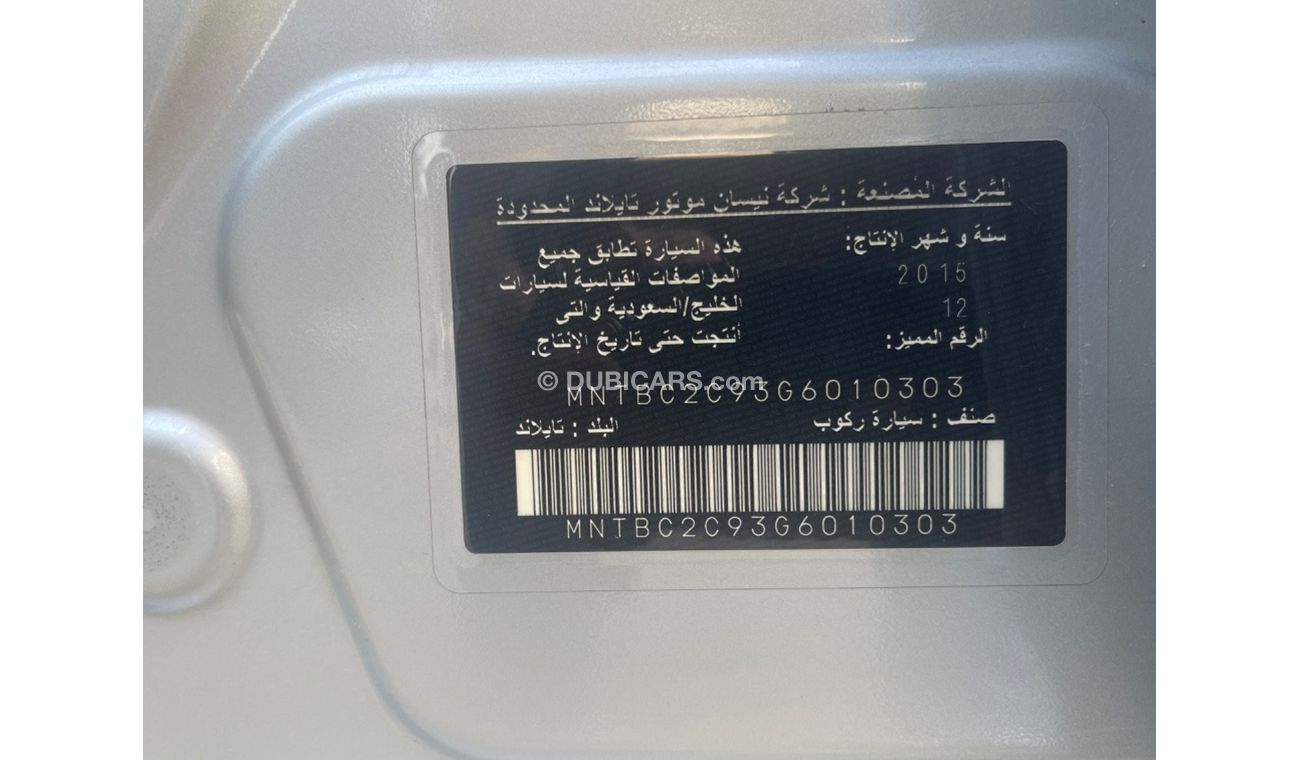 الشركة المصنعة : شركة نيسان موتور تايلاند المحدودة
سنة و شهر الإنتاج:
2015
12
الرقم المميز:
هذه السيارة تطابق جميع
المواصفات القياسية لسيارات
الخليج/السعودية والتى
أنتجت حتى تاريخ الإنتاج.
© DUBICARS.com
MNTBC2C93G6010303
صنف : سيارة ركوب
البلد : تايلاند
MNTBC2C93G6010303